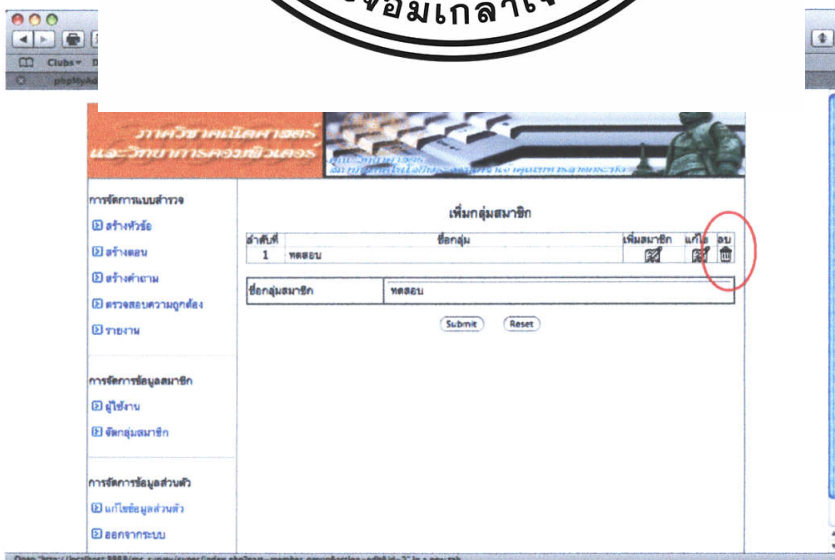 จอมเกล้าเจ
Clubs
ภาควิชาคณิตศาสตร์
และวิทยาการคอมพิวเตอร์
การจัดการแบบสำรวจ
สร้างหัวข้อ
สร้างตอน
สร้างคำถาม
ตรวจสอบความถูกต้อง
รายงาน
การจัดการข้อมูลสมาชิก
ผู้ใช้งาน
จัดกลุ่มสมาชิก
การจัดการข้อมูลส่วนตัว
แก้ไขข้อมูลส่วนตัว
ออกจากระบบ
เพิ่มกลุ่มสมาชิก
ลำดับที่ ชื่อกลุ่ม เพิ่มสมาชิก แก้ไข ลบ
1 ทดสอบ
ชื่อกลุ่มสมาชิก ทดสอบ
Submit Reset